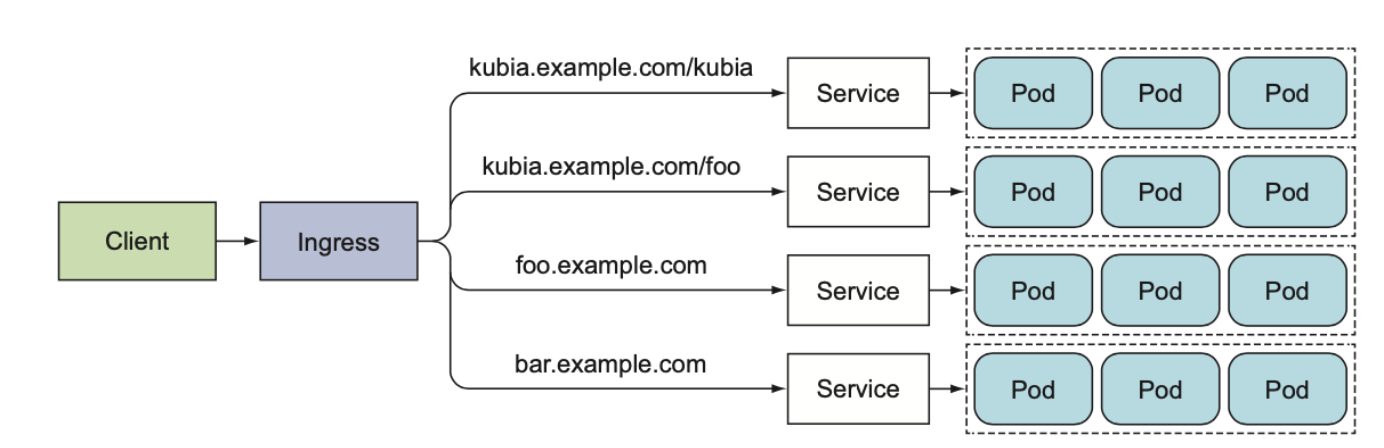 kubia.example.com/kubia
Service
Pod Pod Pod
kubia.example.com/foo
Service
Pod Pod Pod
Client
Ingress
foo.example.com
Service
Pod Pod Pod
bar.example.com
Service
Pod Pod Pod